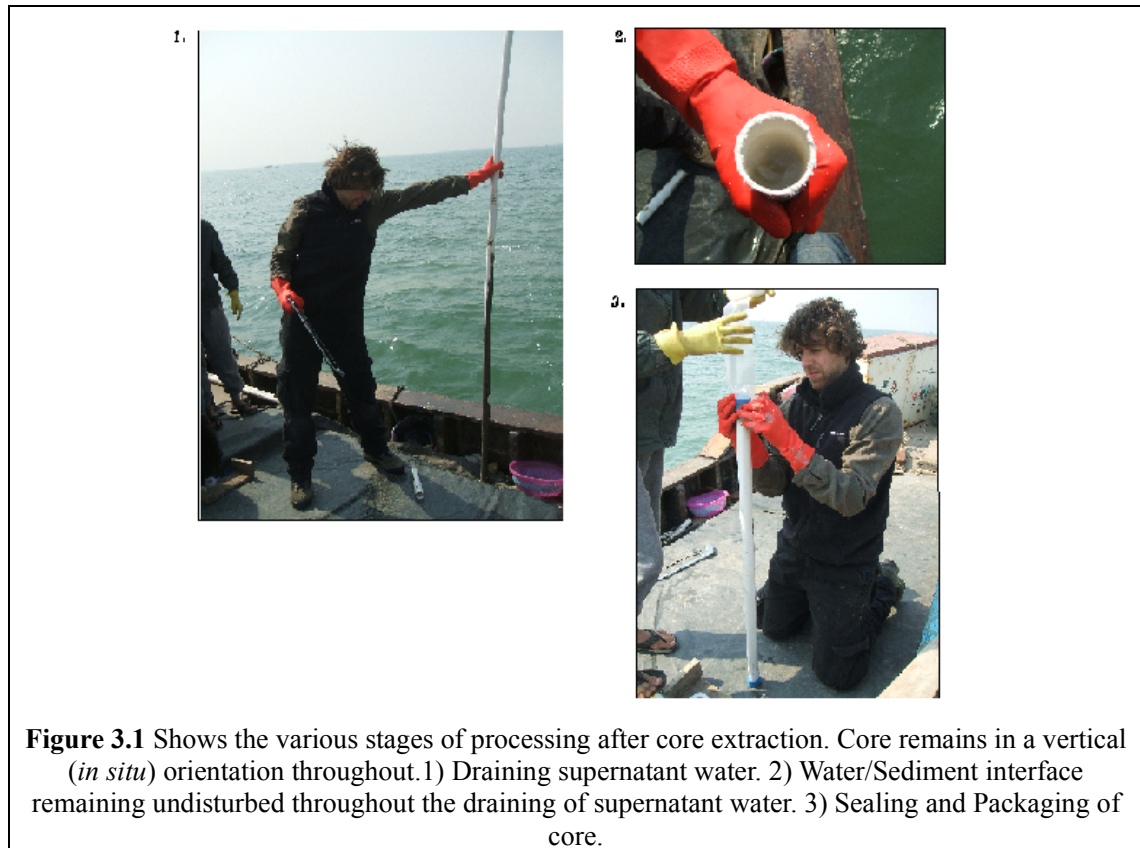 1.
2.
3.
Figure 3.1 Shows the various stages of processing after core extraction. Core remains in a vertical
(in situ) orientation throughout.1) Draining supernatant water. 2) Water/Sediment interface
remaining undisturbed throughout the draining of supernatant water. 3) Sealing and Packaging of
core.